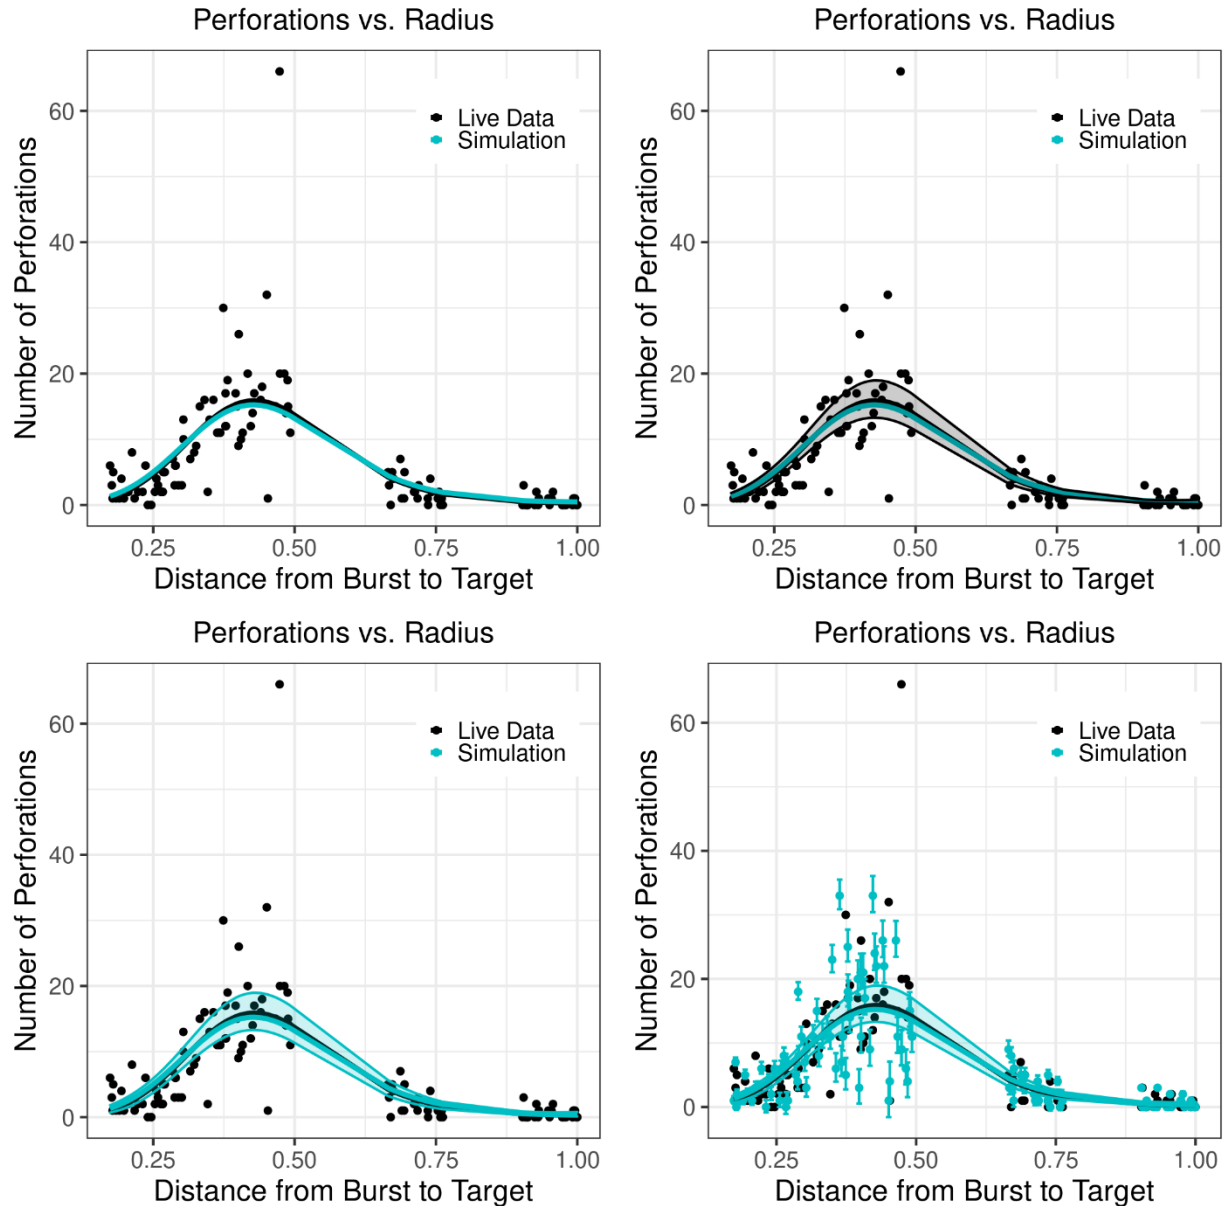 Perforations vs. Radius
Number of Perforations
60
40
20
0
Live Data
Simulation
0.25 0.50 0.75 1.00
Distance from Burst to Target
Perforations vs. Radius
Number of Perforations
60
40
20
0
Live Data
Simulation
0.25 0.50 0.75 1.00
Distance from Burst to Target
Perforations vs. Radius
Number of Perforations
60
40
20
0
Live Data
Simulation
0.25 0.50 0.75 1.00
Distance from Burst to Target
Perforations vs. Radius
Number of Perforations
60
40
20
0
Live Data
Simulation
0.25 0.50 0.75 1.00
Distance from Burst to Target